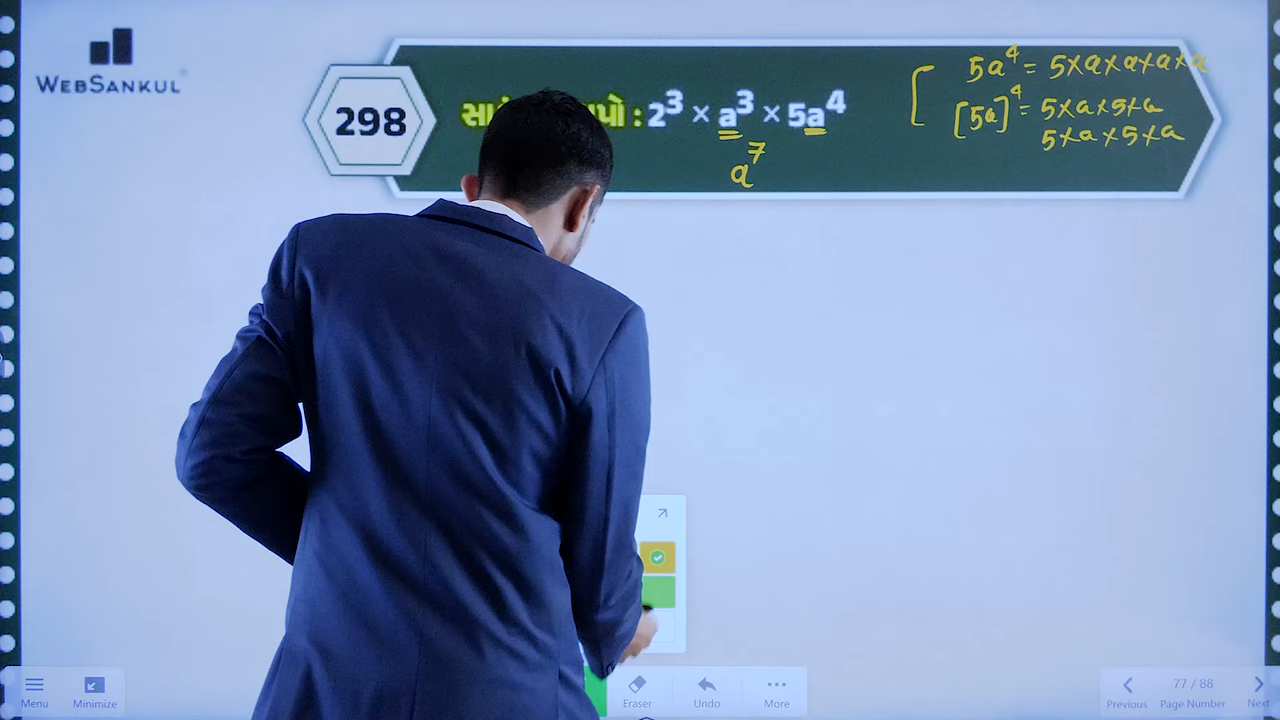 WEBSANKUL
298
: 2³ × a³ × 5a⁴
a⁷
5a⁴ = 5×a×a×a×a
[5a]⁴ = 5×a×5×a
5×a×5×a
Menu
Minimize
Eraser
Undo
More
Previous
77 / 88
Page Number
Next